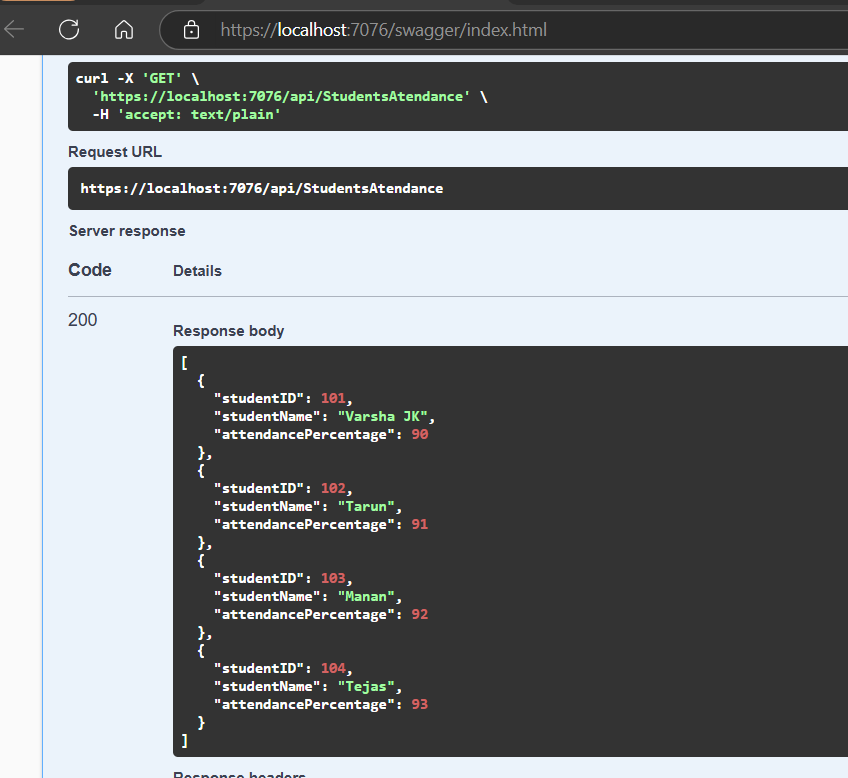 https://localhost:7076/swagger/index.html
curl -X 'GET' \
'https://localhost:7076/api/StudentsAtendance' \
-H 'accept: text/plain'
Request URL
https://localhost:7076/api/StudentsAtendance
Server response
Code Details
200
Response body
[
{
"studentID": 101,
"studentName": "Varsha JK",
"attendancePercentage": 90
},
{
"studentID": 102,
"studentName": "Tarun",
"attendancePercentage": 91
},
{
"studentID": 103,
"studentName": "Manan",
"attendancePercentage": 92
},
{
"studentID": 104,
"studentName": "Tejas",
"attendancePercentage": 93
}
]
Response headers